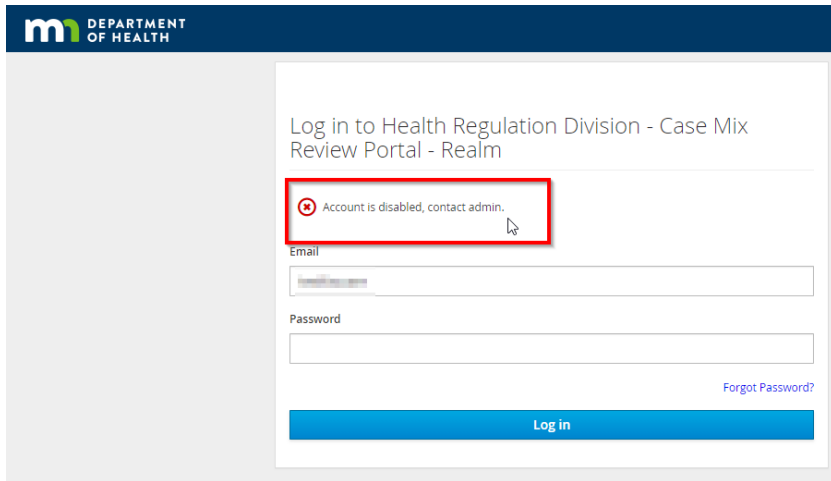 DEPARTMENT
OF HEALTH
Log in to Health Regulation Division - Case Mix
Review Portal - Realm
Account is disabled, contact admin.
Email
Password
Forgot Password?
Log in